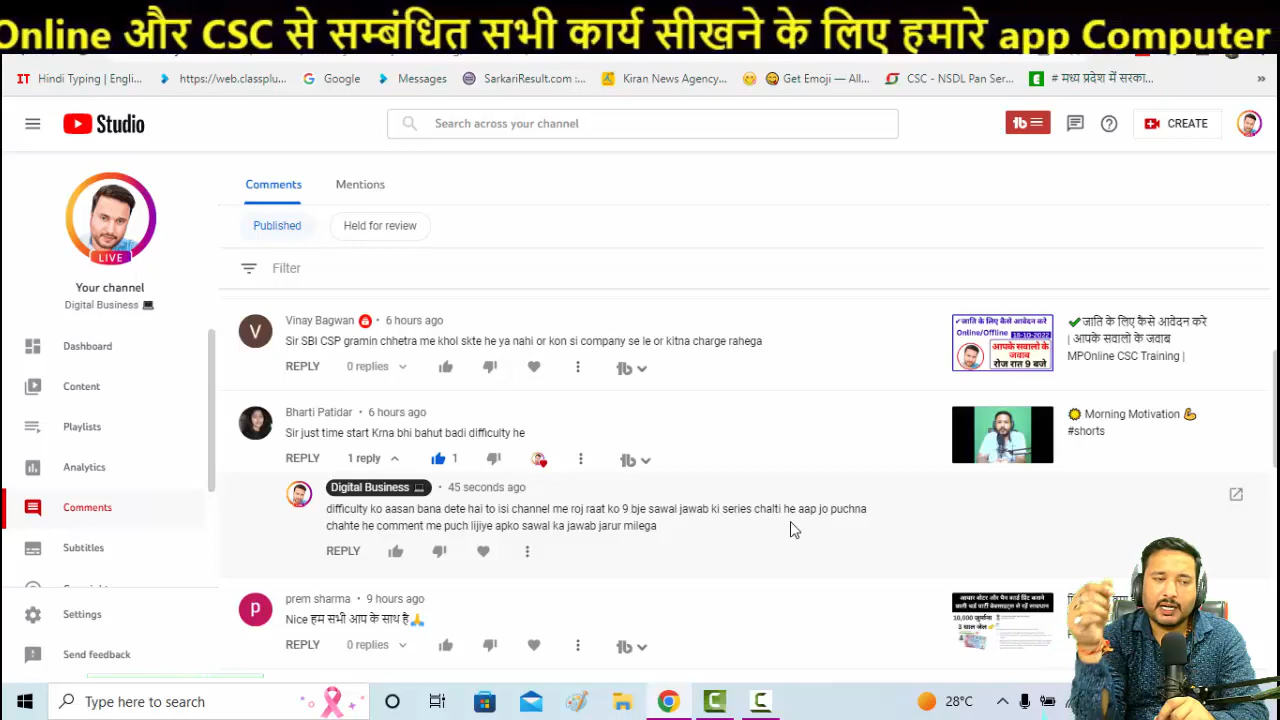 Online और CSC से सम्बंधित सभी कार्य सीखने के लिए हमारे app Computer
IT Hindi Typing | Engli...
https://web.classplu...
Google
Messages
SarkariResult.com :...
Kiran News Agency...
Get Emoji — All...
CSC - NSDL Pan Ser...
# मध्य प्रदेश में सरका...
»
Studio
Search across your channel
CREATE
LIVE
Your channel
Digital Business 💻
Dashboard
Content
Playlists
Analytics
Comments
Subtitles
Settings
Send feedback
Comments
Mentions
Published
Held for review
Filter
V
Vinay Bagwan • 6 hours ago
Sir SBI CSP gramin chhetra me khol skte he ya nahi or kon si company se le or kitna charge rahega
REPLY 0 replies
✓जाति के लिए कैसे आवेदन करे
Online/Offline 18-10-2022
आपके सवालो के
जवाब
रोज रात 9 बजे
✔जाति के लिए कैसे आवेदन करे
| आपके सवालो के जवाब
MPOnline CSC Training |
Bharti Patidar • 6 hours ago
Sir just time start Krna bhi bahut badi difficulty he
REPLY 1 reply 1
🌞 Morning Motivation 💪
#shorts
Digital Business 💻 • 45 seconds ago
difficulty ko aasan bana dete hai to isi channel me roj raat ko 9 bje sawal jawab ki series chalti he aap jo puchna
chahte he comment me puch lijiye apko sawal ka jawab jarur milega
REPLY
p
prem sharma • 9 hours ago
Nice हम सभी आप के साथ है🙏
REPLY 0 replies
10,000 जुर्माना
3 साल जेल
Type here to search
28°C